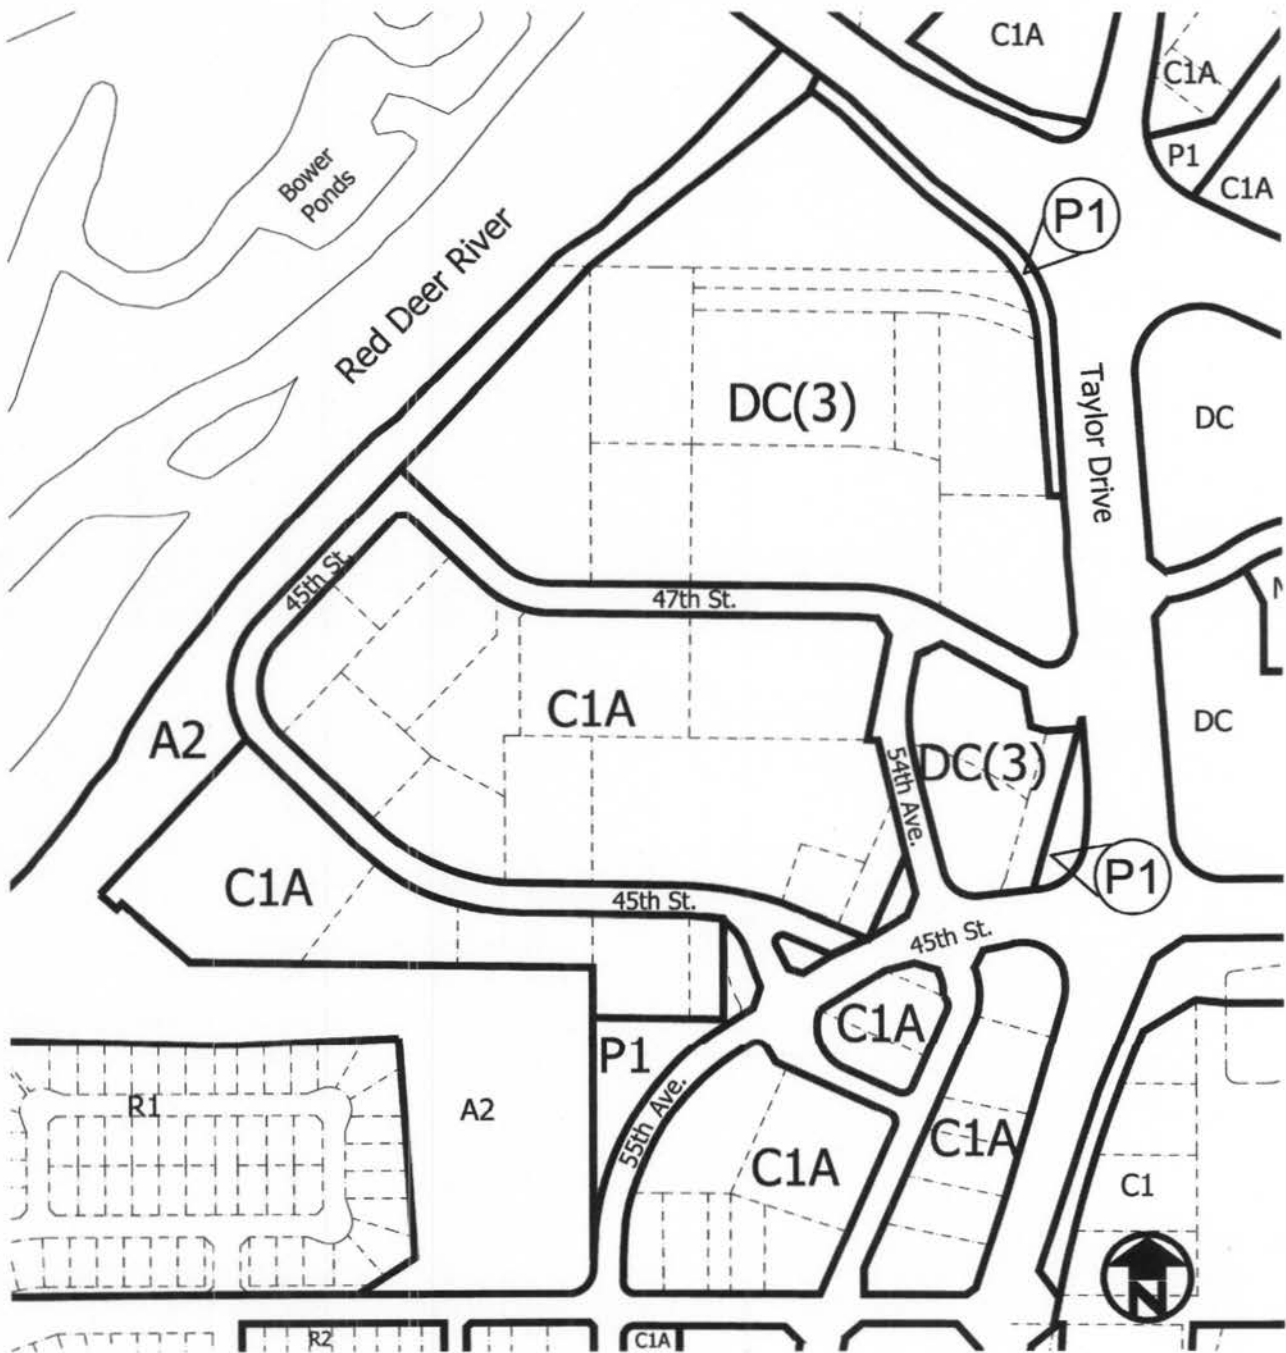 C1A
C1A
P1
C1A
Bower
Ponds
P1
Red Deer River
DC(3)
Taylor Drive
DC
45th St.
47th St.
C1A
A2
DC
54th Ave.
DC(3)
C1A
P1
45th St.
45th St.
C1A
P1
R1
A2
55th Ave.
C1A
C1A
C1
N
R2
C1A